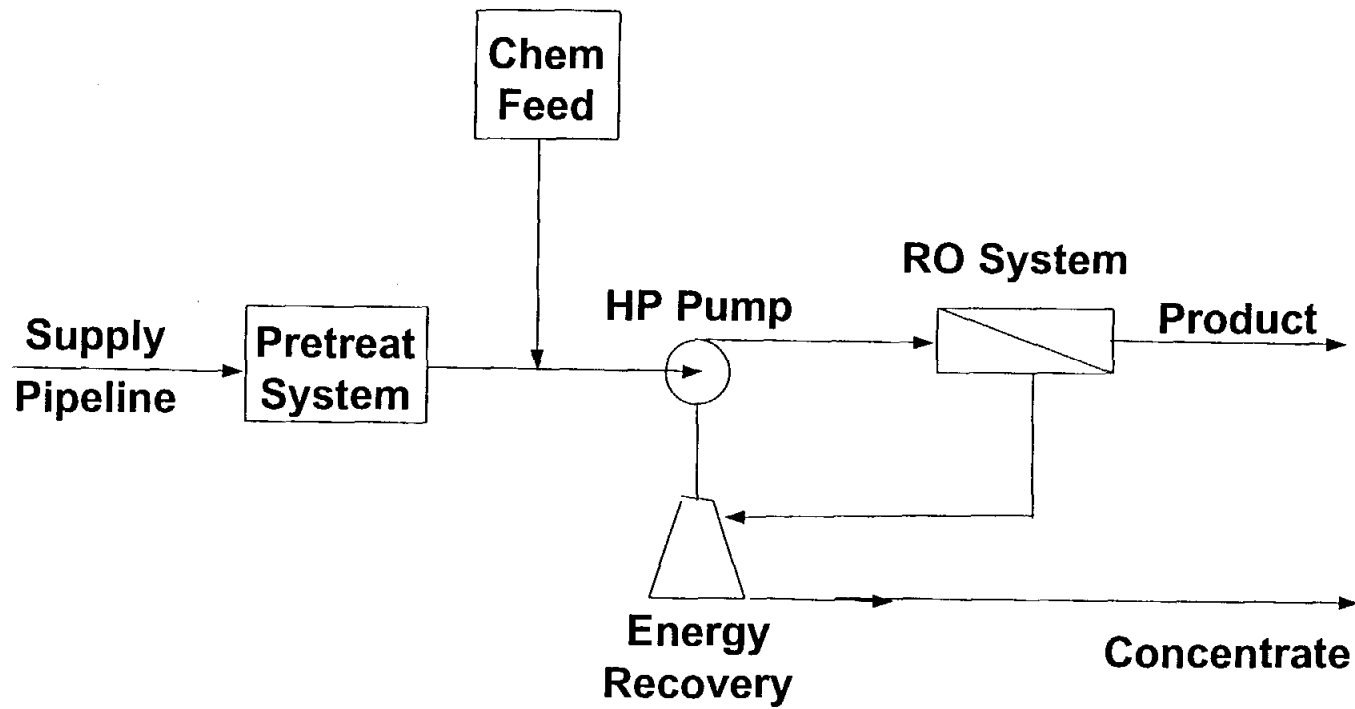 Chem
Feed
RO System
HP Pump
Product
Supply
Pipeline
Pretreat
System
Energy
Recovery
Concentrate